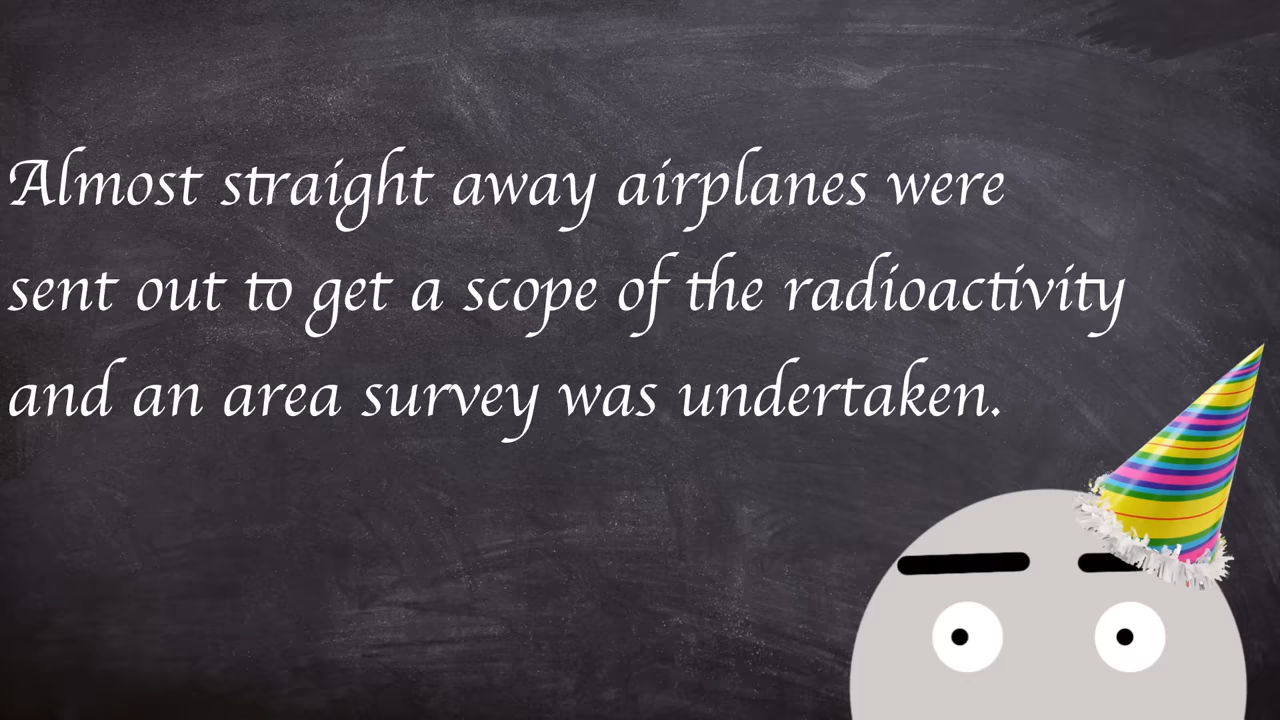 Almost straight away airplanes were
sent out to get a scope of the radioactivity
and an area survey was undertaken.